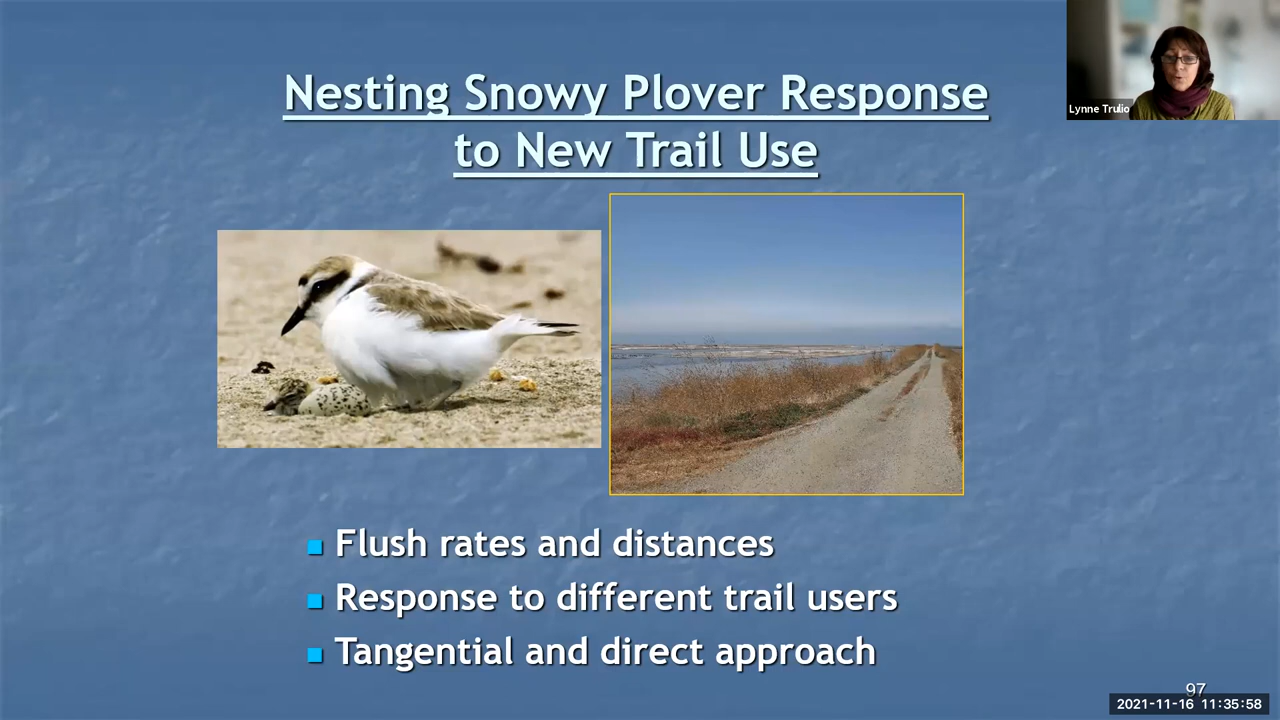 Nesting Snowy Plover Response
to New Trail Use
Lynne Trulio
Flush rates and distances
Response to different trail users
Tangential and direct approach
97
2021-11-16 11:35:58